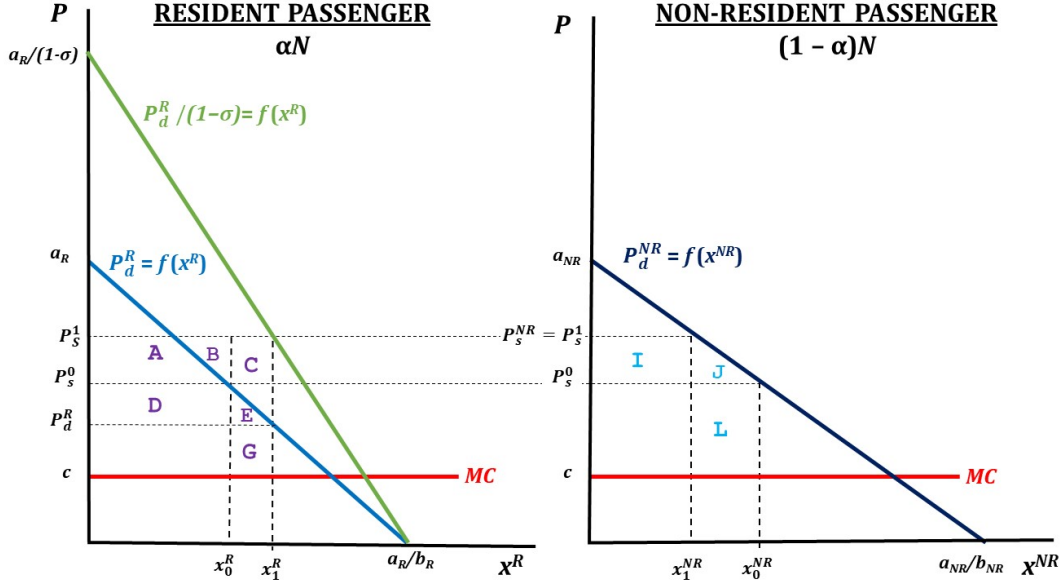 RESIDENT PASSENGER
αN
P
a_R/(1-σ)
P_d^R /(1−σ)= f(x^R)
a_R
P_d^R = f(x^R)
P_S^1
A
B
C
P_s^0
D
E
P_d^R
G
c
MC
x_0^R
x_1^R
a_R/b_R
x^R
NON-RESIDENT PASSENGER
(1 – α)N
P
a_NR
P_d^NR = f(x^NR)
P_s^NR = P_s^1
I
J
P_s^0
L
c
MC
x_1^NR
x_0^NR
a_NR/b_NR
x^NR